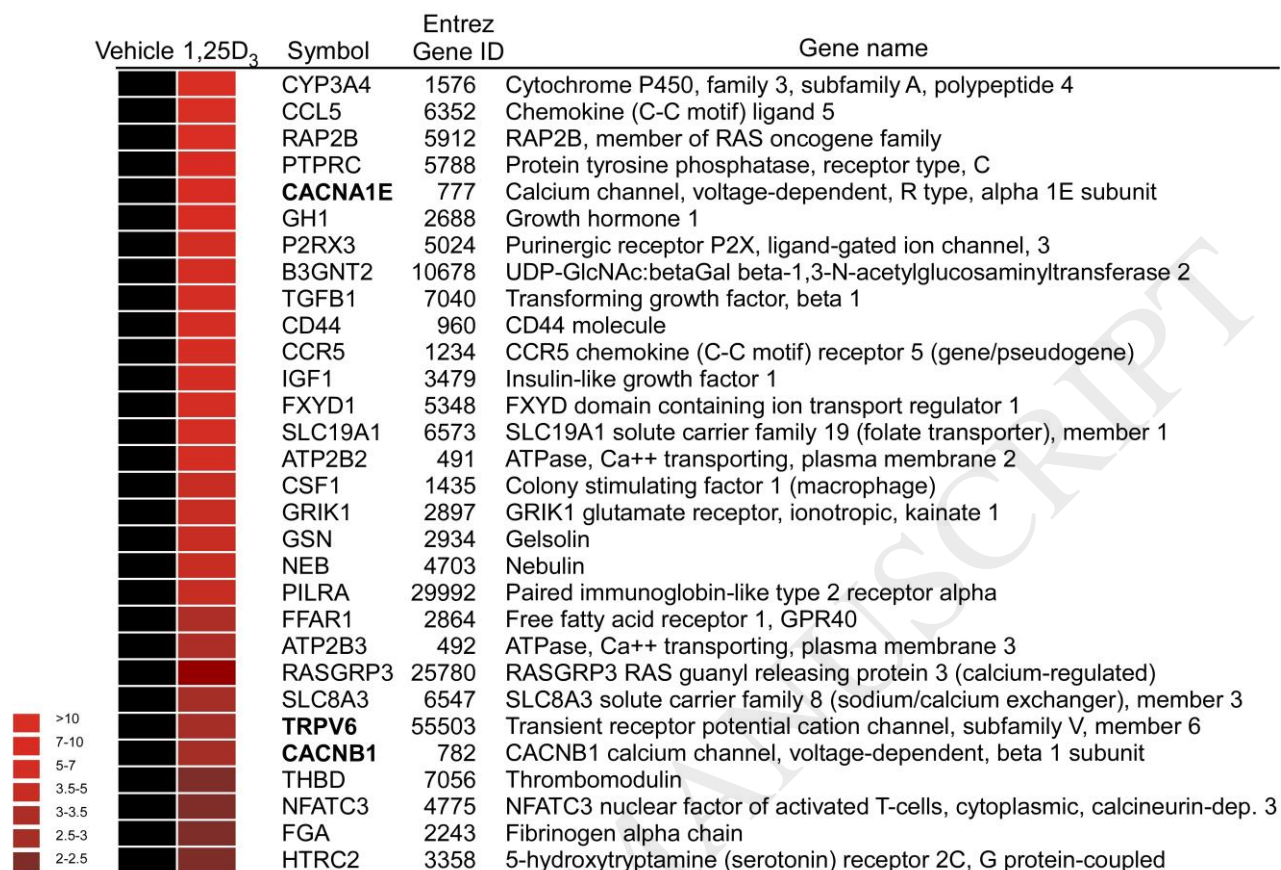 Vehicle 1,25D3 Symbol Entrez Gene ID Gene name
CYP3A4 1576 Cytochrome P450, family 3, subfamily A, polypeptide 4
CCL5 6352 Chemokine (C-C motif) ligand 5
RAP2B 5912 RAP2B, member of RAS oncogene family
PTPRC 5788 Protein tyrosine phosphatase, receptor type, C
CACNA1E 777 Calcium channel, voltage-dependent, R type, alpha 1E subunit
GH1 2688 Growth hormone 1
P2RX3 5024 Purinergic receptor P2X, ligand-gated ion channel, 3
B3GNT2 10678 UDP-GlcNAc:betaGal beta-1,3-N-acetylglucosaminyltransferase 2
TGFB1 7040 Transforming growth factor, beta 1
CD44 960 CD44 molecule
CCR5 1234 CCR5 chemokine (C-C motif) receptor 5 (gene/pseudogene)
IGF1 3479 Insulin-like growth factor 1
FXYD1 5348 FXYD domain containing ion transport regulator 1
SLC19A1 6573 SLC19A1 solute carrier family 19 (folate transporter), member 1
ATP2B2 491 ATPase, Ca++ transporting, plasma membrane 2
CSF1 1435 Colony stimulating factor 1 (macrophage)
GRIK1 2897 GRIK1 glutamate receptor, ionotropic, kainate 1
GSN 2934 Gelsolin
NEB 4703 Nebulin
PILRA 29992 Paired immunoglobin-like type 2 receptor alpha
FFAR1 2864 Free fatty acid receptor 1, GPR40
ATP2B3 492 ATPase, Ca++ transporting, plasma membrane 3
RASGRP3 25780 RASGRP3 RAS guanyl releasing protein 3 (calcium-regulated)
SLC8A3 6547 SLC8A3 solute carrier family 8 (sodium/calcium exchanger), member 3
TRPV6 55503 Transient receptor potential cation channel, subfamily V, member 6
CACNB1 782 CACNB1 calcium channel, voltage-dependent, beta 1 subunit
THBD 7056 Thrombomodulin
NFATC3 4775 NFATC3 nuclear factor of activated T-cells, cytoplasmic, calcineurin-dep. 3
FGA 2243 Fibrinogen alpha chain
HTRC2 3358 5-hydroxytryptamine (serotonin) receptor 2C, G protein-coupled
>10
7-10
5-7
3.5-5
3-3.5
2.5-3
2-2.5
MANUSCRIPT